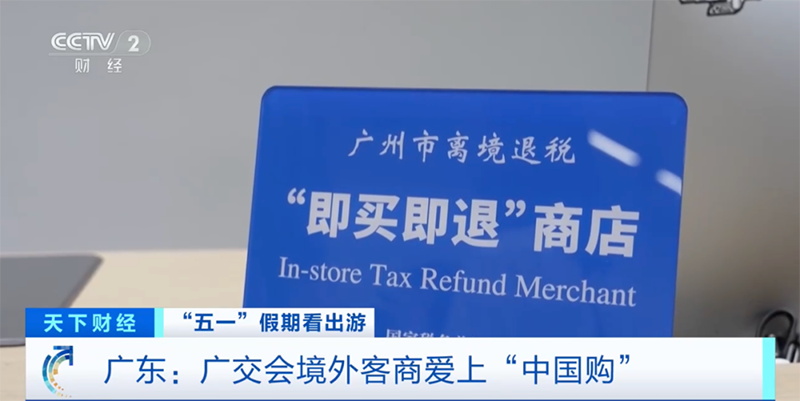 CCTV 2
财经
广州市离境退税
“即买即退”商店
In-store Tax Refund Merchant
天下财经
“五一”假期看出游
广东：广交会境外客商爱上“中国购”